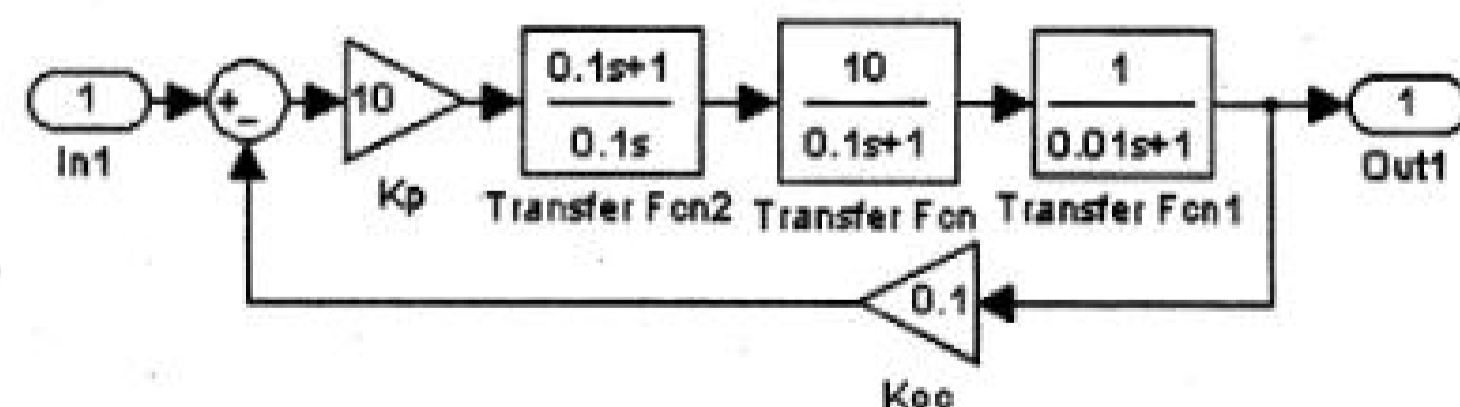 1
In1
+
−
10
Kp
0.1s+1
0.1s
Transfer Fcn2
10
0.1s+1
Transfer Fcn
1
0.01s+1
Transfer Fcn1
1
Out1
0.1